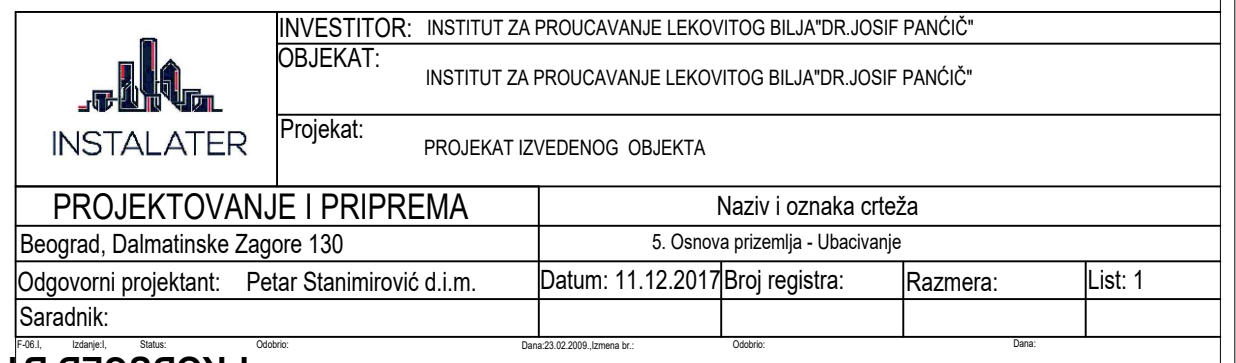 INSTALATER
INVESTITOR: INSTITUT ZA PROUCAVANJE LEKOVITOG BILJA"DR.JOSIF PANĆIČ"
OBJEKAT:
INSTITUT ZA PROUCAVANJE LEKOVITOG BILJA"DR.JOSIF PANĆIČ"
Projekat:
PROJEKAT IZVEDENOG OBJEKTA
PROJEKTOVANJE I PRIPREMA
Naziv i oznaka crteža
Beograd, Dalmatinske Zagore 130
5. Osnova prizemlja - Ubacivanje
Odgovorni projektant: Petar Stanimirović d.i.m.
Datum: 11.12.2017 Broj registra: Razmera: List: 1
Saradnik:
F-06.I, Izdanje:I, Status: Odobrio: Dana:23.02.2009.,Izmena br.: Odobrio: Dana: